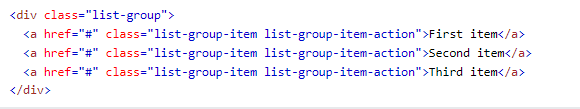 <div class="list-group">
  <a href="#" class="list-group-item list-group-item-action">First item</a>
  <a href="#" class="list-group-item list-group-item-action">Second item</a>
  <a href="#" class="list-group-item list-group-item-action">Third item</a>
</div>